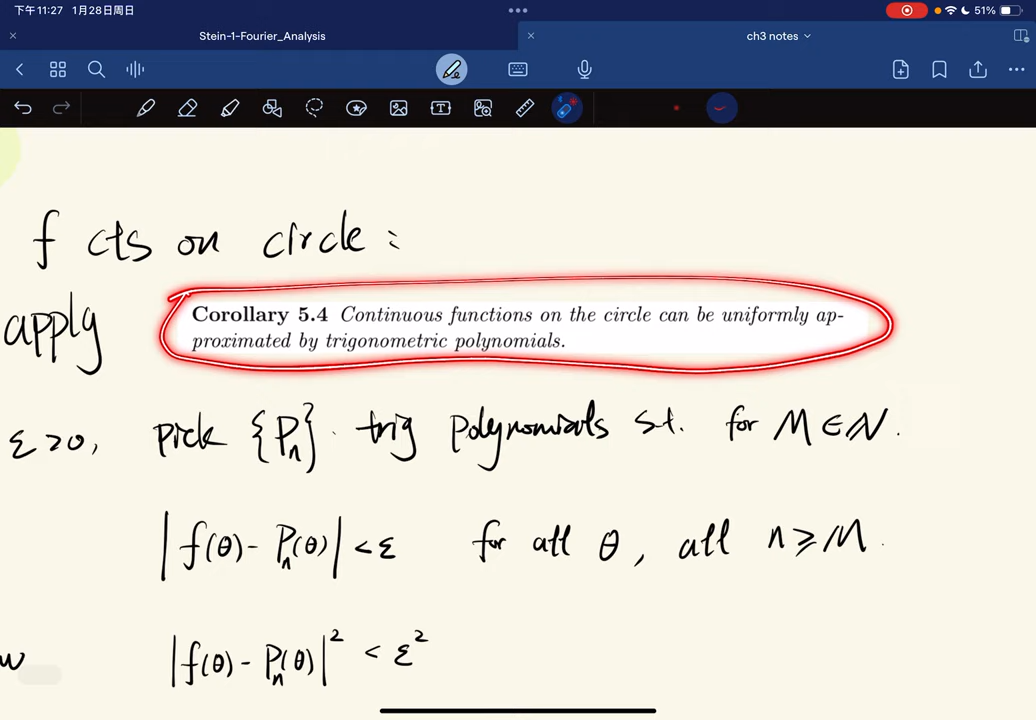 下午11:27 1月28日周日
51%
Stein-1-Fourier_Analysis
ch3 notes
f cts on circle :
apply
Corollary 5.4 Continuous functions on the circle can be uniformly ap-
proximated by trigonometric polynomials.
ε>0, pick {Pn} trig polynomials st. for M∈N.
|f(θ)-Pn(θ)|<ε for all θ, all n⩾M.
w |f(θ)-Pn(θ)|² < ε²